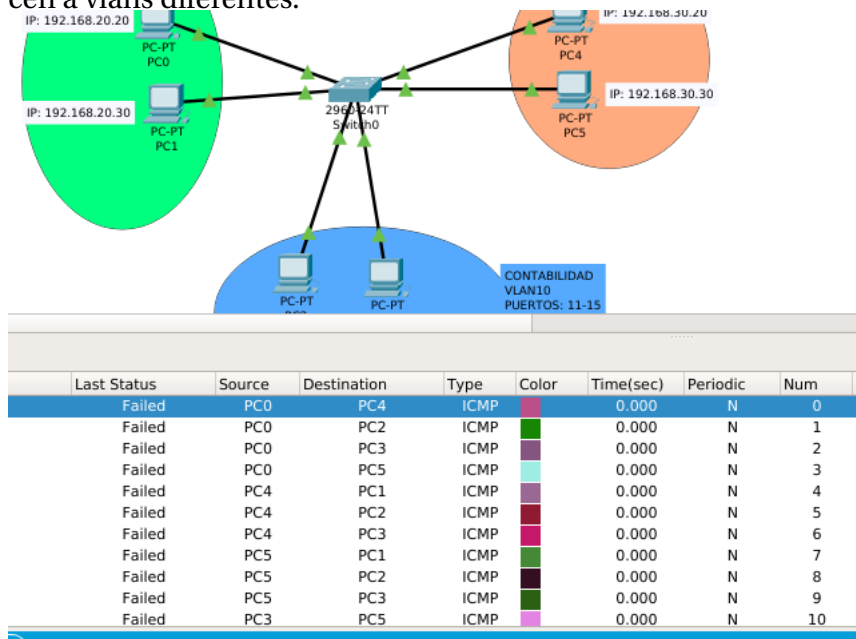 cen a vlans diferentes.
IP: 192.168.20.20
PC-PT
PC0
IP: 192.168.20.30
PC-PT
PC1
2960-24TT
Switch0
IP: 192.168.30.20
PC-PT
PC4
IP: 192.168.30.30
PC-PT
PC5
PC-PT
PC-PT
CONTABILIDAD
VLAN10
PUERTOS: 11-15
Last Status Source Destination Type Color Time(sec) Periodic Num
Failed PC0 PC4 ICMP 0.000 N 0
Failed PC0 PC2 ICMP 0.000 N 1
Failed PC0 PC3 ICMP 0.000 N 2
Failed PC0 PC5 ICMP 0.000 N 3
Failed PC4 PC1 ICMP 0.000 N 4
Failed PC4 PC2 ICMP 0.000 N 5
Failed PC4 PC3 ICMP 0.000 N 6
Failed PC5 PC1 ICMP 0.000 N 7
Failed PC5 PC2 ICMP 0.000 N 8
Failed PC5 PC3 ICMP 0.000 N 9
Failed PC3 PC5 ICMP 0.000 N 10